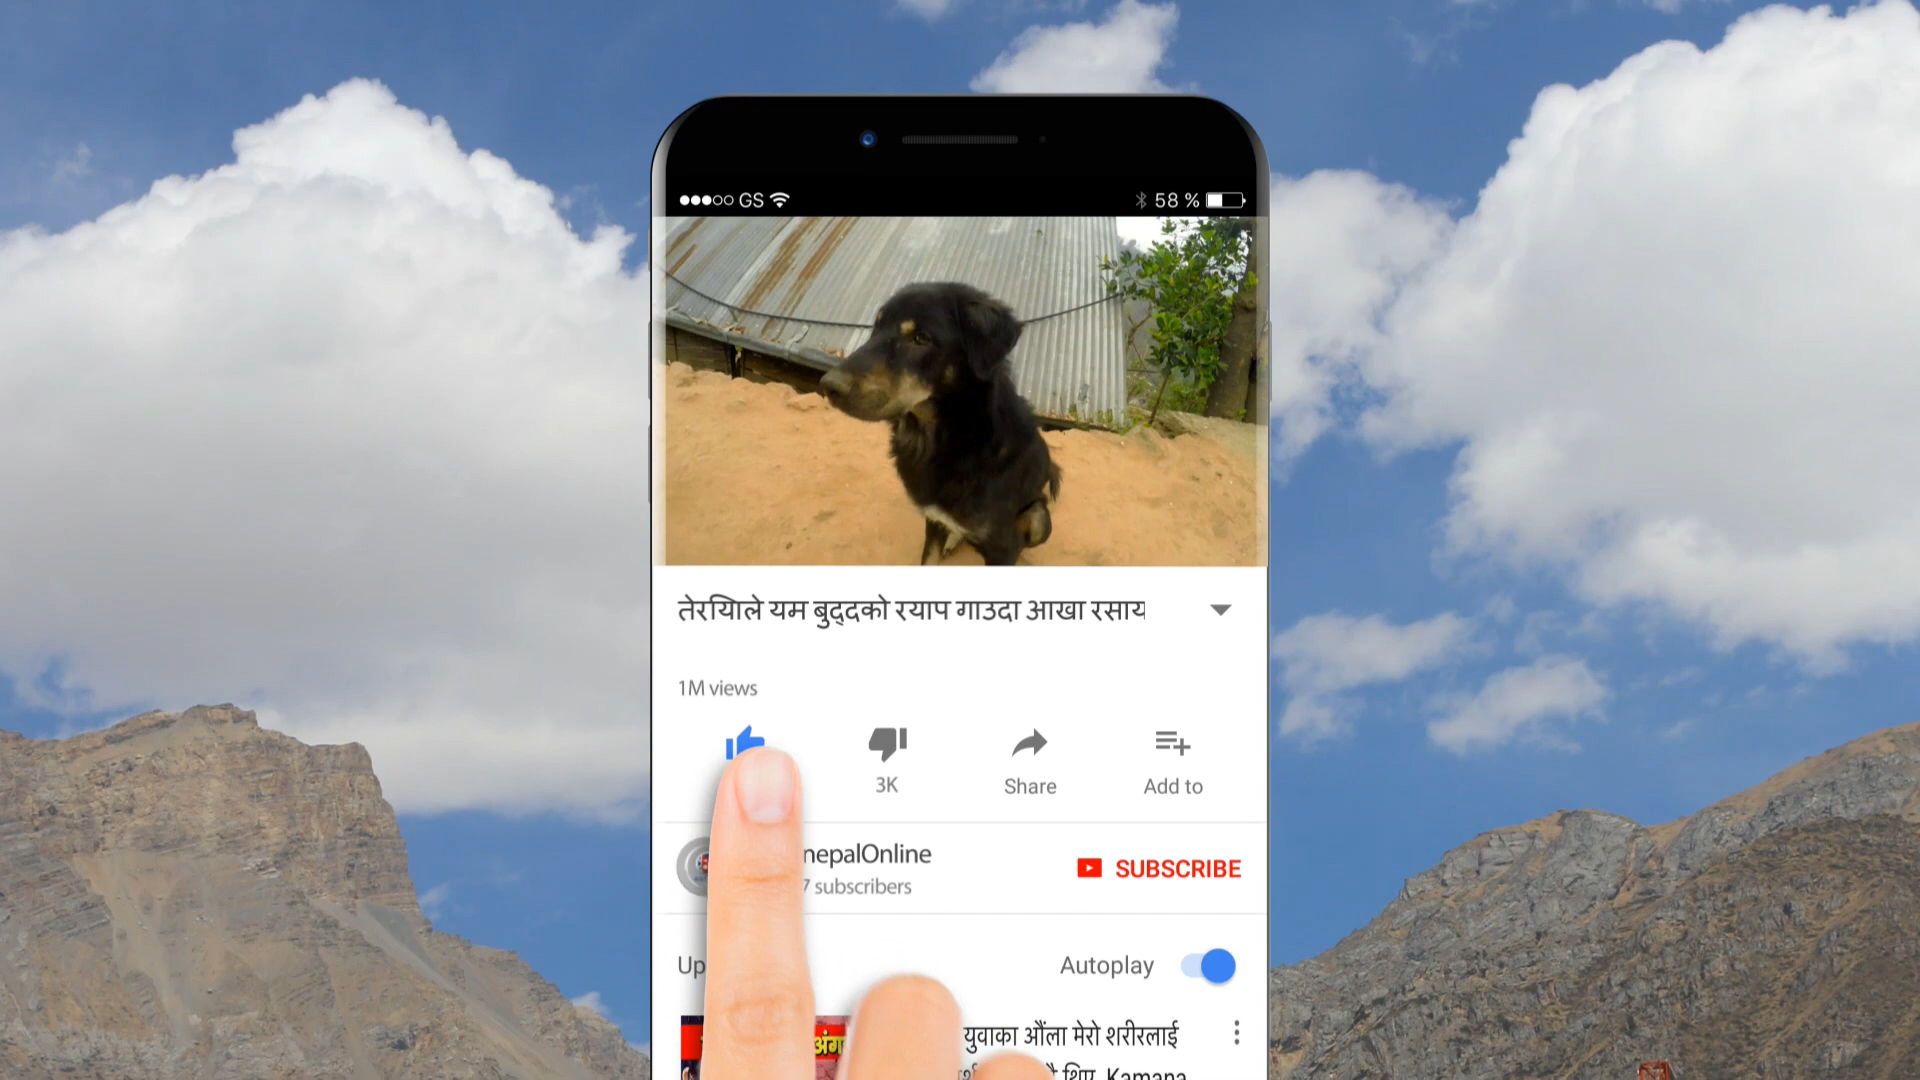 GS
58 %
तेरयािले यम बुद्दको रयाप गाउदा आखा रसाय
1M views
3K
Share
Add to
nepalOnline
7 subscribers
SUBSCRIBE
Up
Autoplay
अंग
युवाका औंला मेरो शरीरलाई
थिए, Kamana